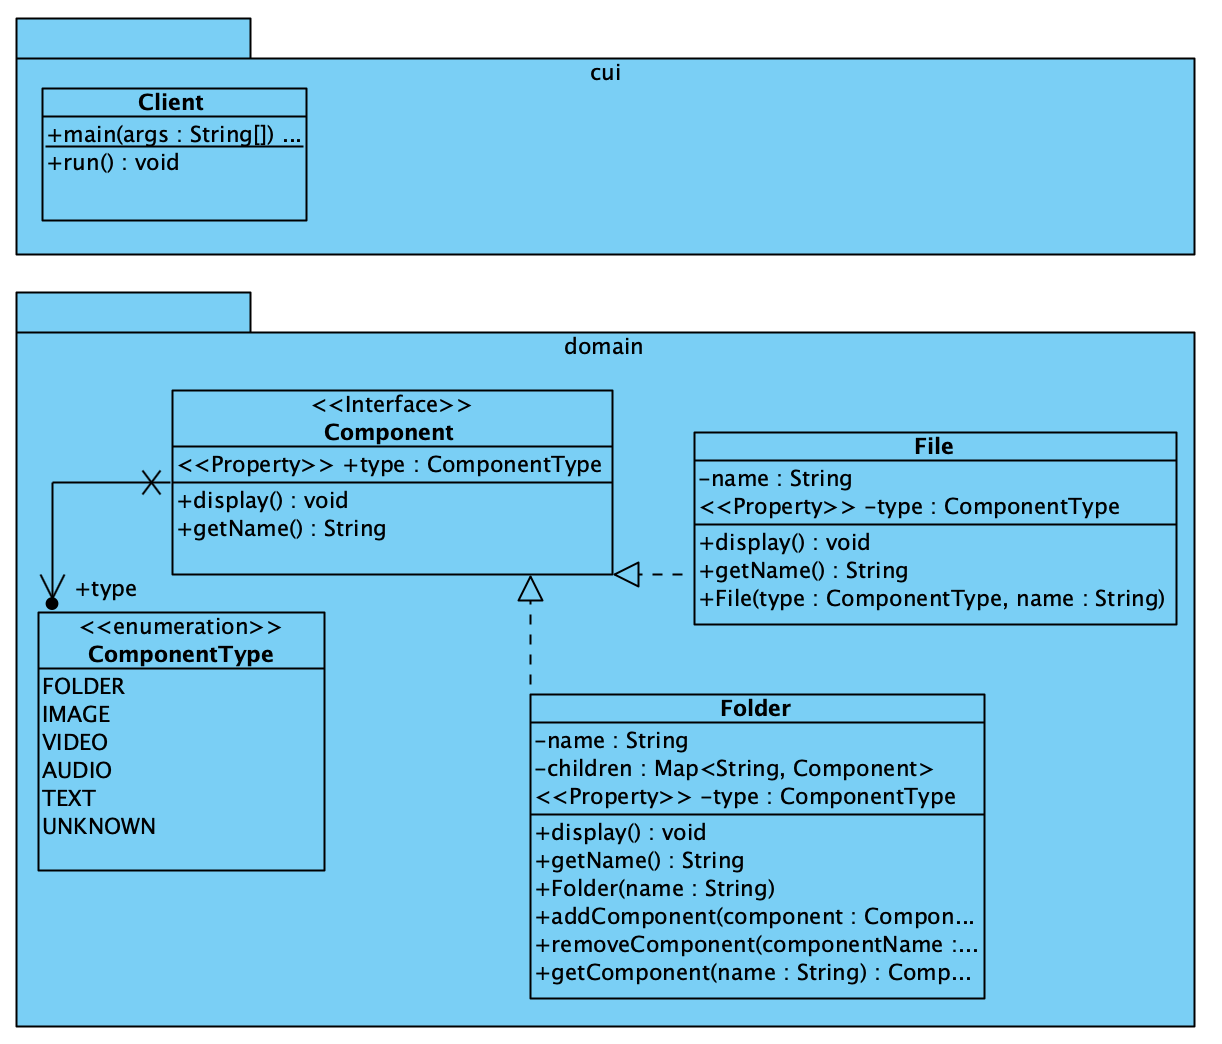 cui
Client
+main(args : String[]) ...
+run() : void
domain
<<Interface>>
Component
<<Property>> +type : ComponentType
+display() : void
+getName() : String
File
-name : String
<<Property>> -type : ComponentType
+display() : void
+getName() : String
+File(type : ComponentType, name : String)
+type
<<enumeration>>
ComponentType
FOLDER
IMAGE
VIDEO
AUDIO
TEXT
UNKNOWN
Folder
-name : String
-children : Map<String, Component>
<<Property>> -type : ComponentType
+display() : void
+getName() : String
+Folder(name : String)
+addComponent(component : Compon...
+removeComponent(componentName :...
+getComponent(name : String) : Comp...